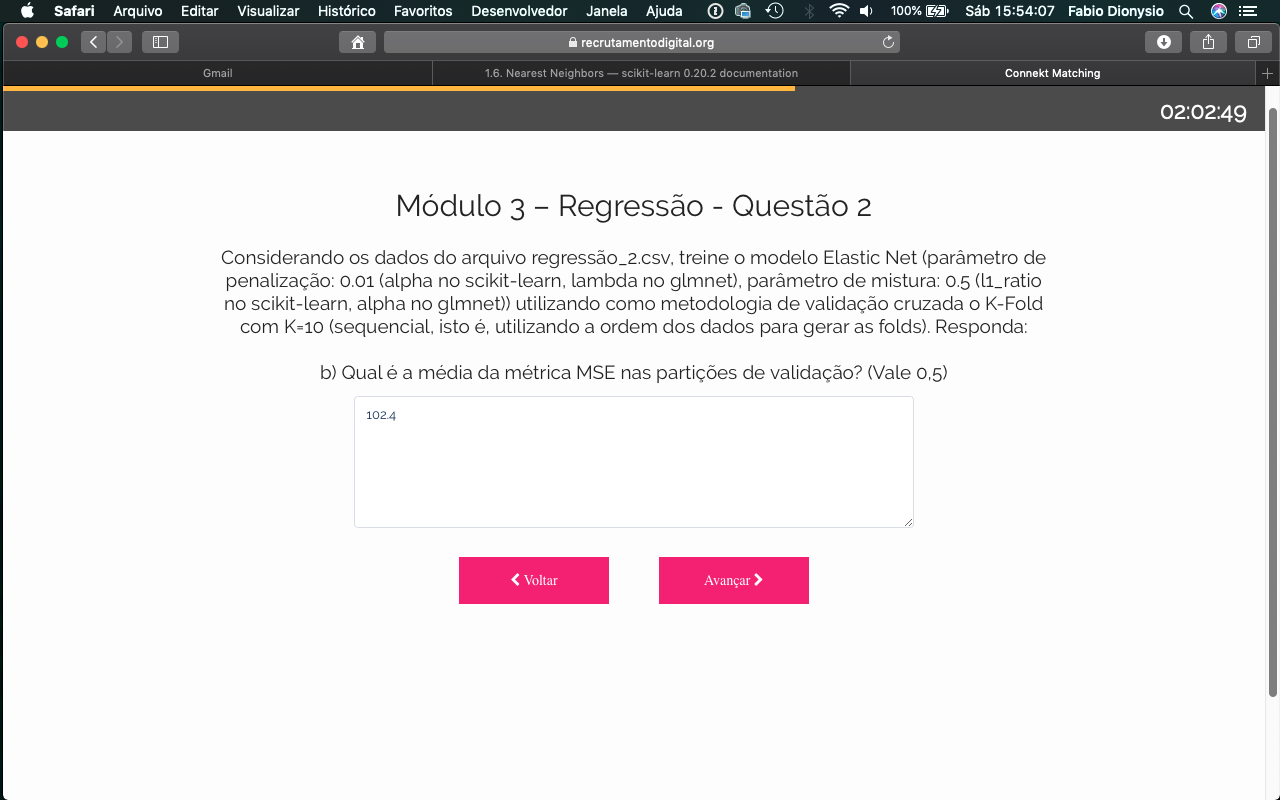 Safari Arquivo Editar Visualizar Histórico Favoritos Desenvolvedor Janela Ajuda 100% Sáb 15:54:07 Fabio Dionysio
recrutamentodigital.org
Gmail 1.6. Nearest Neighbors — scikit-learn 0.20.2 documentation Connekt Matching
02:02:49
Módulo 3 – Regressão - Questão 2
Considerando os dados do arquivo regressão_2.csv, treine o modelo Elastic Net (parâmetro de
penalização: 0.01 (alpha no scikit-learn, lambda no glmnet), parâmetro de mistura: 0.5 (l1_ratio
no scikit-learn, alpha no glmnet)) utilizando como metodologia de validação cruzada o K-Fold
com K=10 (sequencial, isto é, utilizando a ordem dos dados para gerar as folds). Responda:
b) Qual é a média da métrica MSE nas partições de validação? (Vale 0,5)
102.4
Voltar Avançar